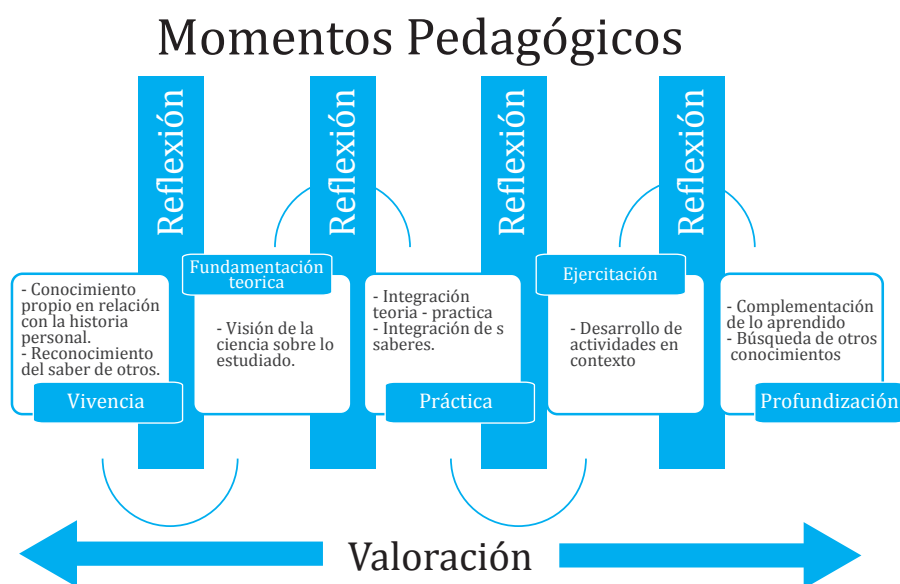 Momentos Pedagógicos
Reflexión
Reflexión
Reflexión
Reflexión
- Conocimiento
propio en relación
con la historia
personal.
- Reconocimiento
del saber de otros.
Vivencia
Fundamentación
teorica
- Visión de la
ciencia sobre lo
estudiado.
- Integración
teoria - practica
- Integración de s
saberes.
Práctica
Ejercitación
- Desarrollo de
actividades en
contexto
- Complementación
de lo aprendido
- Búsqueda de otros
conocimientos
Profundización
Valoración